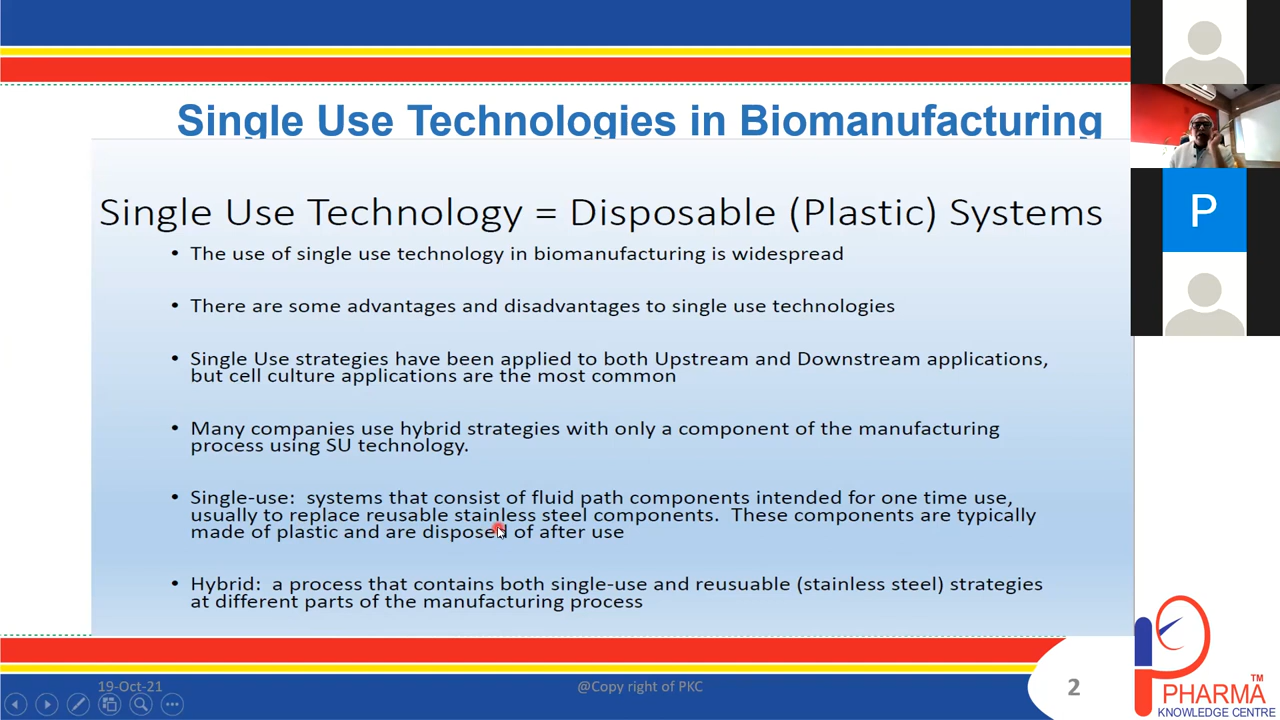 Single Use Technologies in Biomanufacturing
Single Use Technology = Disposable (Plastic) Systems
• The use of single use technology in biomanufacturing is widespread
• There are some advantages and disadvantages to single use technologies
• Single Use strategies have been applied to both Upstream and Downstream applications,
but cell culture applications are the most common
• Many companies use hybrid strategies with only a component of the manufacturing
process using SU technology.
• Single-use: systems that consist of fluid path components intended for one time use,
usually to replace reusable stainless steel components. These components are typically
made of plastic and are disposed of after use
• Hybrid: a process that contains both single-use and reusuable (stainless steel) strategies
at different parts of the manufacturing process
19-Oct-21
@Copy right of PKC
2
P
PHARMA™
KNOWLEDGE CENTRE